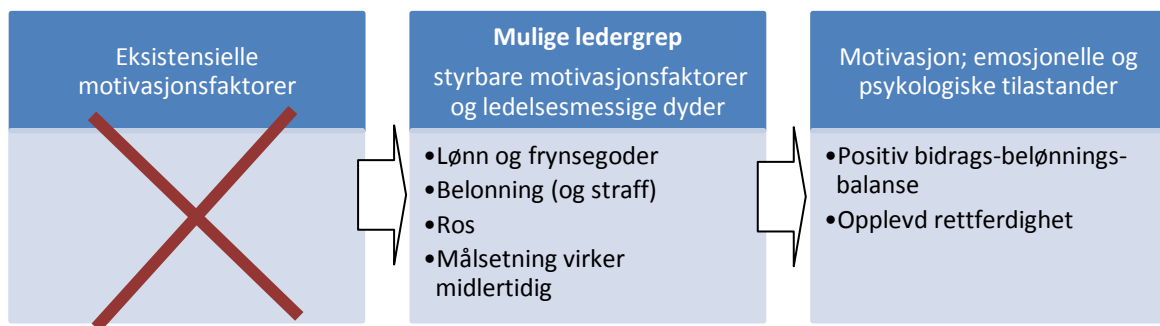 Eksistensielle
motivasjonsfaktorer
Mulige ledergrep
styrbare motivasjonsfaktorer
og ledelsesmessige dyder
•Lønn og frynsegoder
•Belonning (og straff)
•Ros
•Målsetning virker
midlertidig
Motivasjon; emosjonelle og
psykologiske tilastander
•Positiv bidrags-belønnings-
balanse
•Opplevd rettferdighet